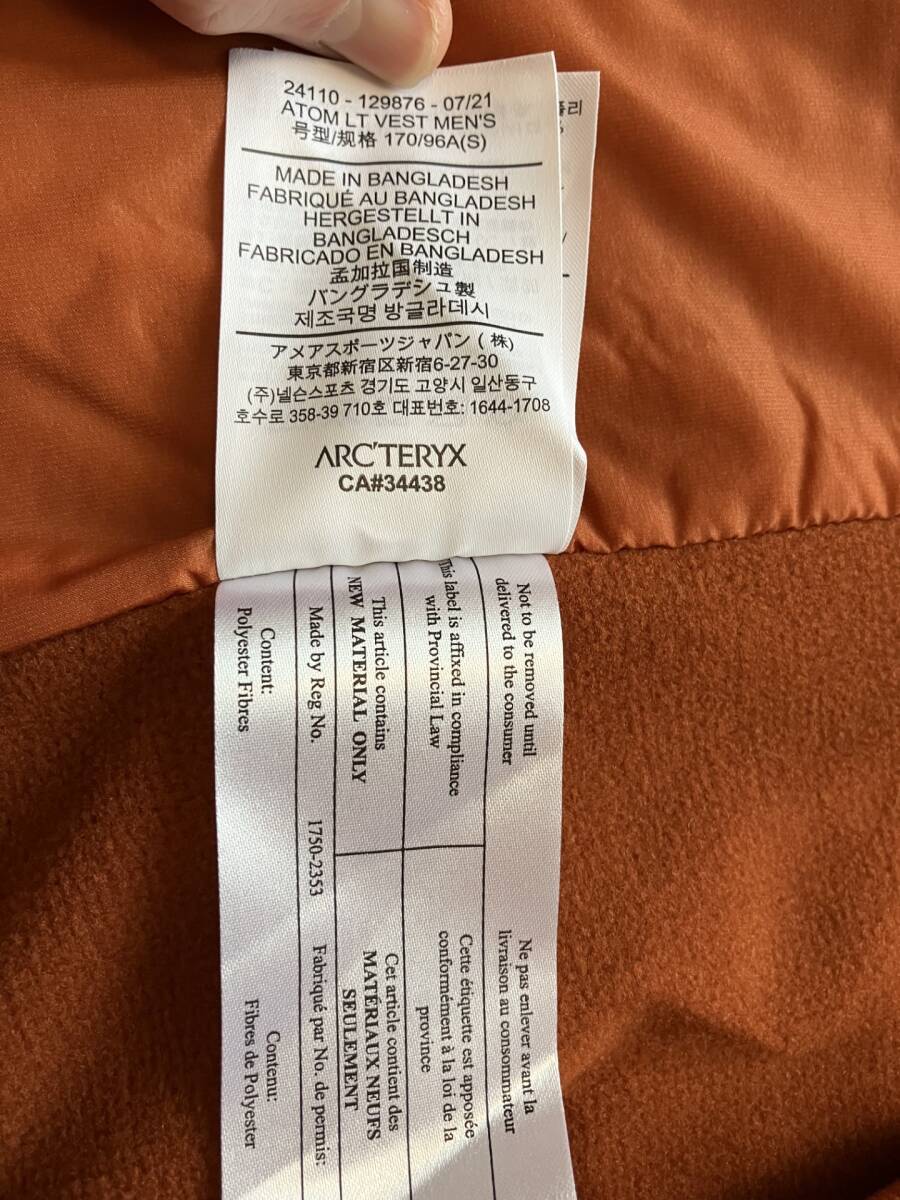 24110 - 129876 - 07/21
ATOM LT VEST MEN'S
号型/规格 170/96A(S)
MADE IN BANGLADESH
FABRIQUÉ AU BANGLADESH
HERGESTELLT IN
BANGLADESCH
FABRICADO EN BANGLADESH
孟加拉国制造
バングラデシュ製
제조국명 방글라데시
アメアスポーツジャパン (株)
東京都新宿区新宿6-27-30
(주)넬슨스포츠 경기도 고양시 일산동구
호수로 358-39 710호 대표번호: 1644-1708
ARC'TERYX
CA#34438
Not to be removed until
delivered to the consumer
Ne pas enlever avant la
livraison au consommateur
This label is affixed in compliance
with Provincial Law
Cette étiquette est apposée
conformément à la loi de la
province
This article contains
NEW MATERIAL ONLY
Cet article contient des
MATÉRIAUX NEUFS
SEULEMENT
Made by Reg No. 1750-2353 Fabriqué par No. de permis:
Content:
Polyester Fibres
Contenu:
Fibres de Polyester